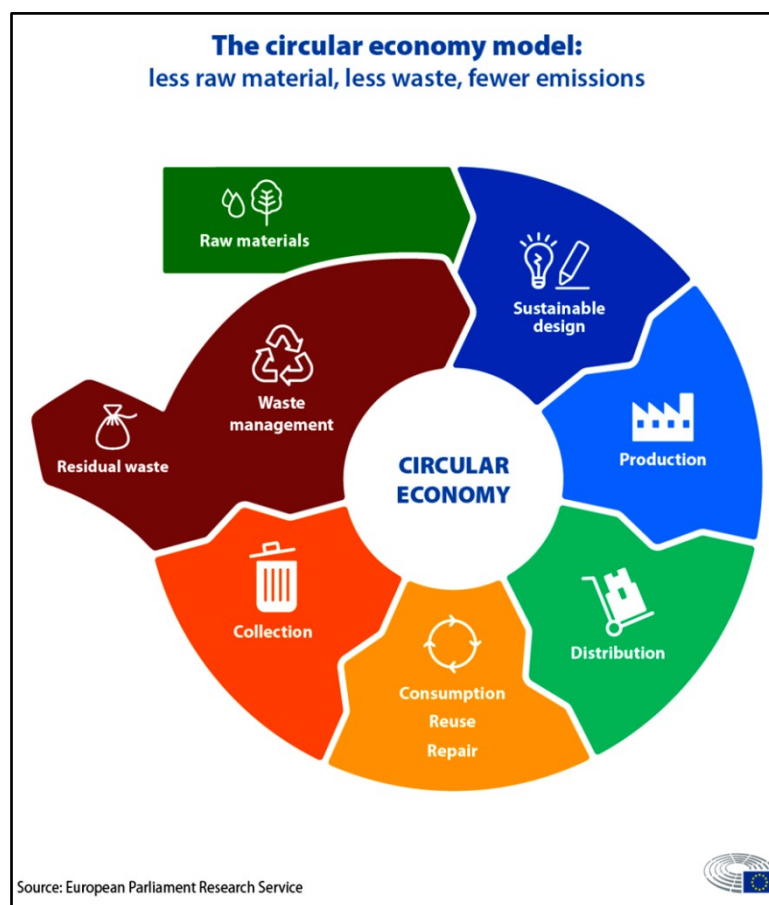 The circular economy model:
less raw material, less waste, fewer emissions
Raw materials
Sustainable
design
Production
Distribution
Consumption
Reuse
Repair
Collection
Waste
management
Residual waste
CIRCULAR
ECONOMY
Source: European Parliament Research Service